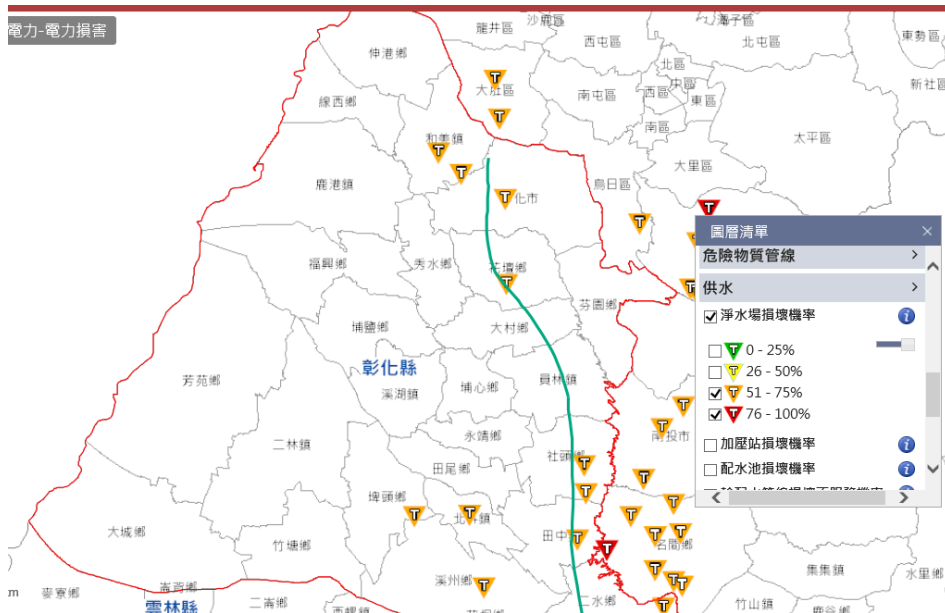 電力-電力損害
龍井區
沙鹿區
潭子區
伸港鄉
西屯區
北屯區
東勢區
北區
中區
新社區
大肚區
南屯區
西區
東區
線西鄉
和美鎮
南區
太平區
大里區
鹿港鎮
烏日區
化市
福興鄉
秀水鄉
花壇鄉
芬園鄉
埔鹽鄉
大村鄉
彰化縣
芳苑鄉
溪湖鎮
埔心鄉
員林鎮
二林鎮
永靖鄉
南投市
田尾鄉
社頭鄉
埤頭鄉
北斗鎮
大城鄉
竹塘鄉
田中
名間鄉
溪州鄉
集集鎮
水里鄉
m
麥寮鄉
崙背鄉
雲林縣
二崙鄉
西螺鎮
二水鄉
竹山鎮
鹿谷鄉
圖層清單 ×
危險物質管線 >
供水 >
淨水場損壞機率
0 - 25%
26 - 50%
51 - 75%
76 - 100%
加壓站損壞機率
配水池損壞機率